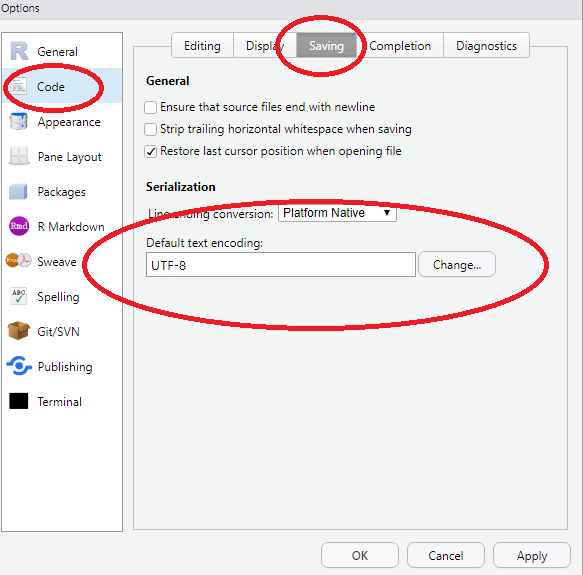 Options
General
Code
Appearance
Pane Layout
Packages
Rmd R Markdown
Sweave
ABC Spelling
Git/SVN
Publishing
Terminal
Editing Display Saving Completion Diagnostics
General
Ensure that source files end with newline
Strip trailing horizontal whitespace when saving
Restore last cursor position when opening file
Serialization
Line ending conversion: Platform Native
Default text encoding:
UTF-8 Change...
OK Cancel Apply